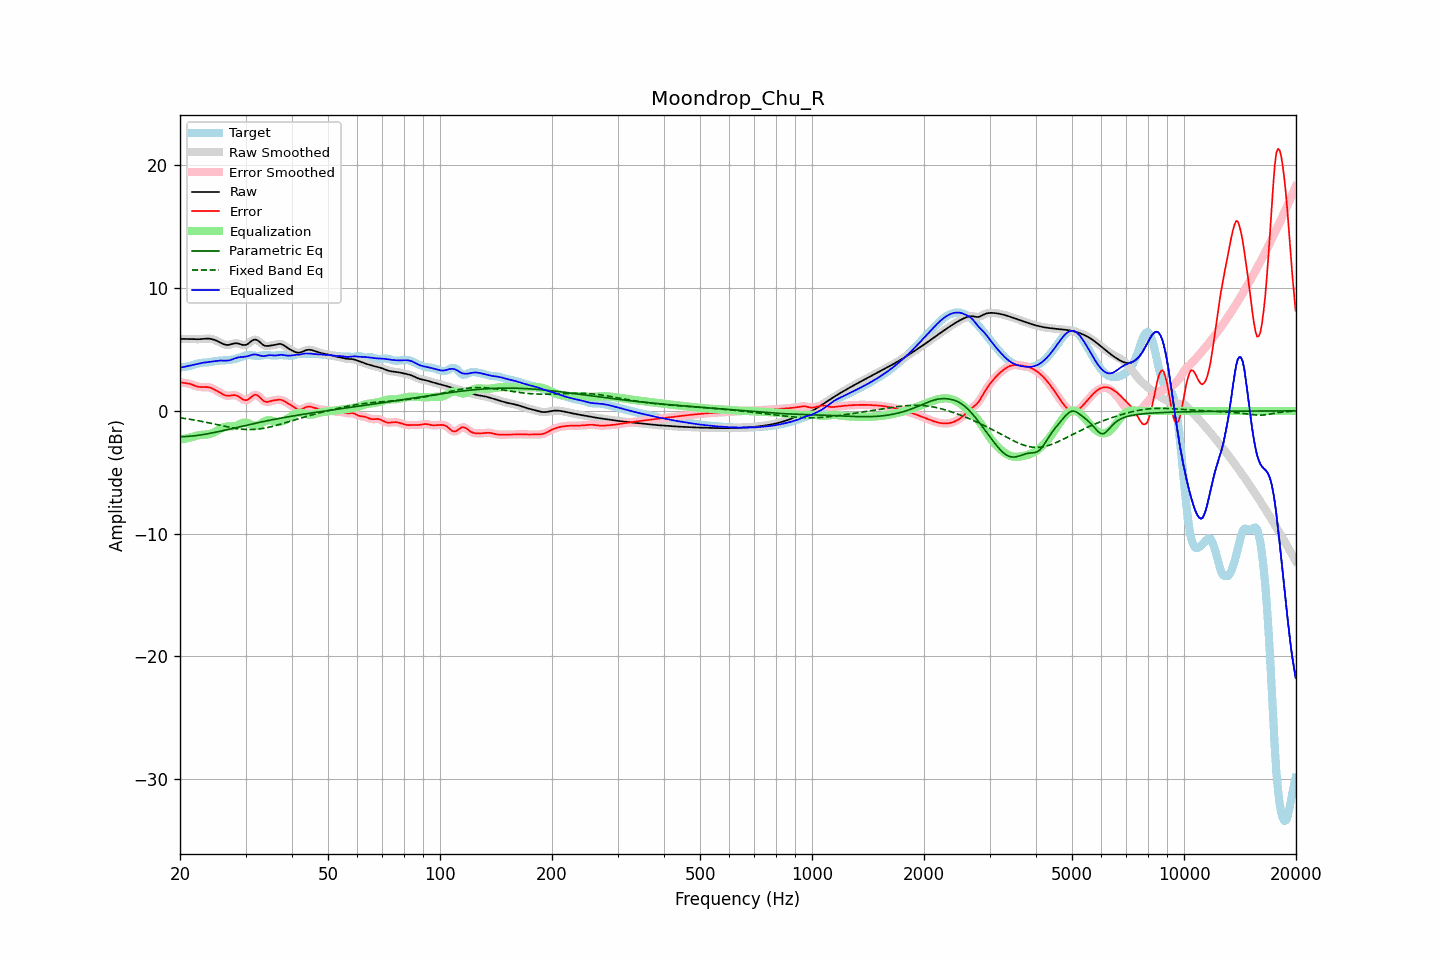 Moondrop_Chu_R
Target
Raw Smoothed
Error Smoothed
Raw
Error
Equalization
Parametric Eq
Fixed Band Eq
Equalized
20
10
0
−10
−20
−30
Amplitude (dBr)
20
50
100
200
500
1000
2000
5000
10000
20000
Frequency (Hz)